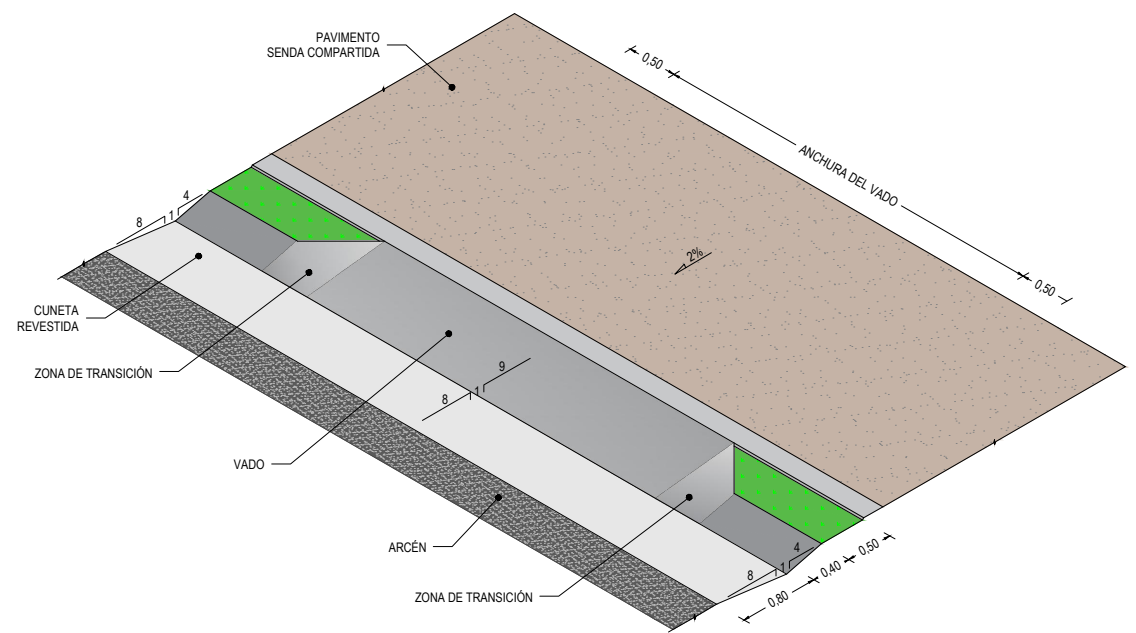 PAVIMENTO
SENDA COMPARTIDA
0,50
ANCHURA DEL VADO
0,50
2%
8
1
4
CUNETA
REVESTIDA
ZONA DE TRANSICIÓN
8
1
9
VADO
ARCÉN
ZONA DE TRANSICIÓN
8
1
4
0,80
0,40
0,50